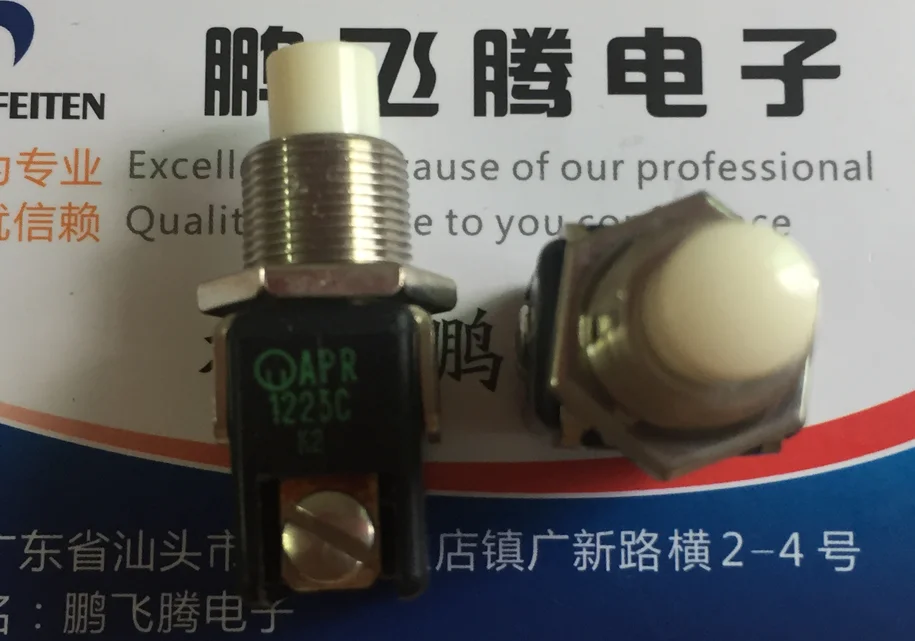 鹏飞腾电子
FEITEN
为专业 Excell ause of our professional
信赖 Qualit e to you ce
鹏
APR
1225C
广东省汕头市 店镇广新路横2-4号
名：鹏飞腾电子